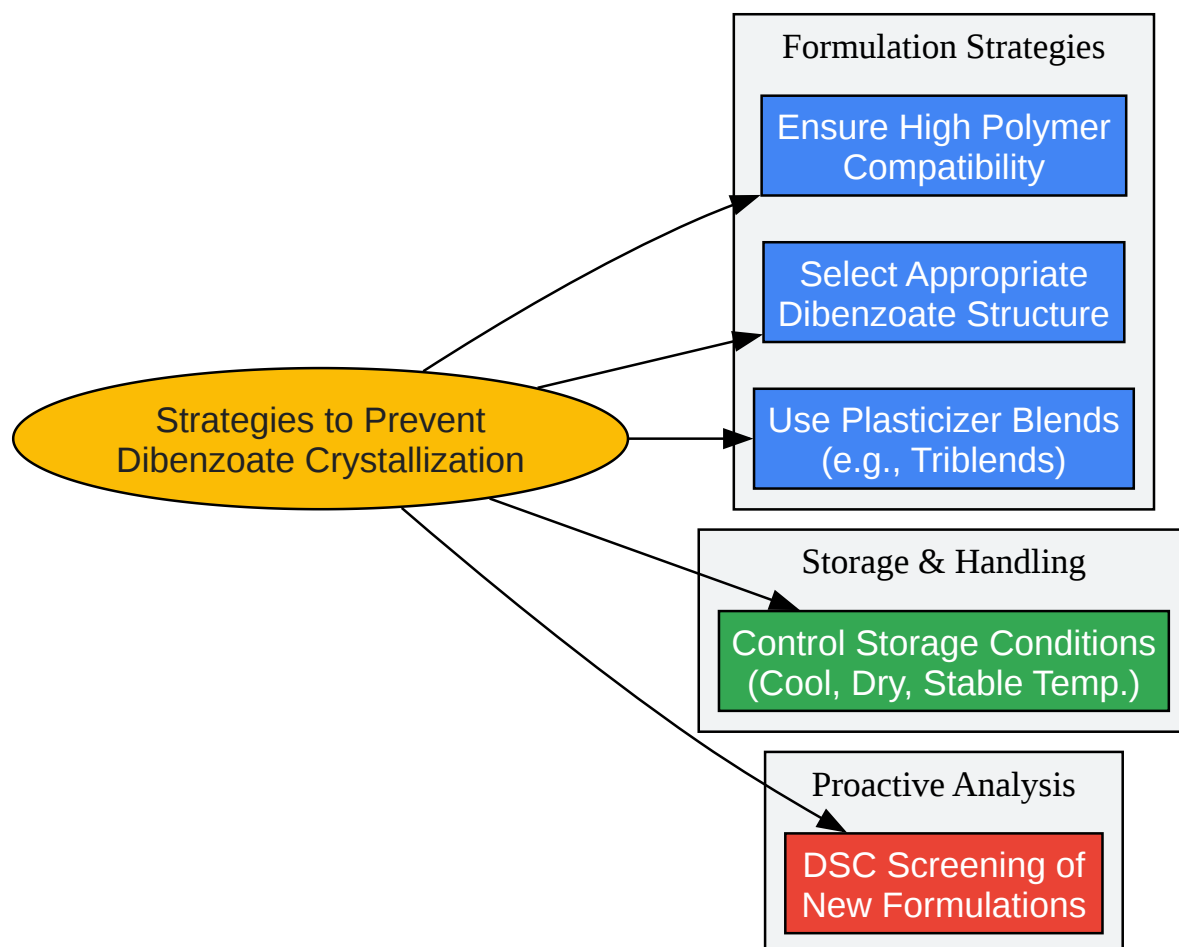 Formulation Strategies
Ensure High Polymer
Compatibility
Select Appropriate
Dibenzoate Structure
Use Plasticizer Blends
(e.g., Triblends)
Strategies to Prevent
Dibenzoate Crystallization
Storage & Handling
Control Storage Conditions
(Cool, Dry, Stable Temp.)
Proactive Analysis
DSC Screening of
New Formulations